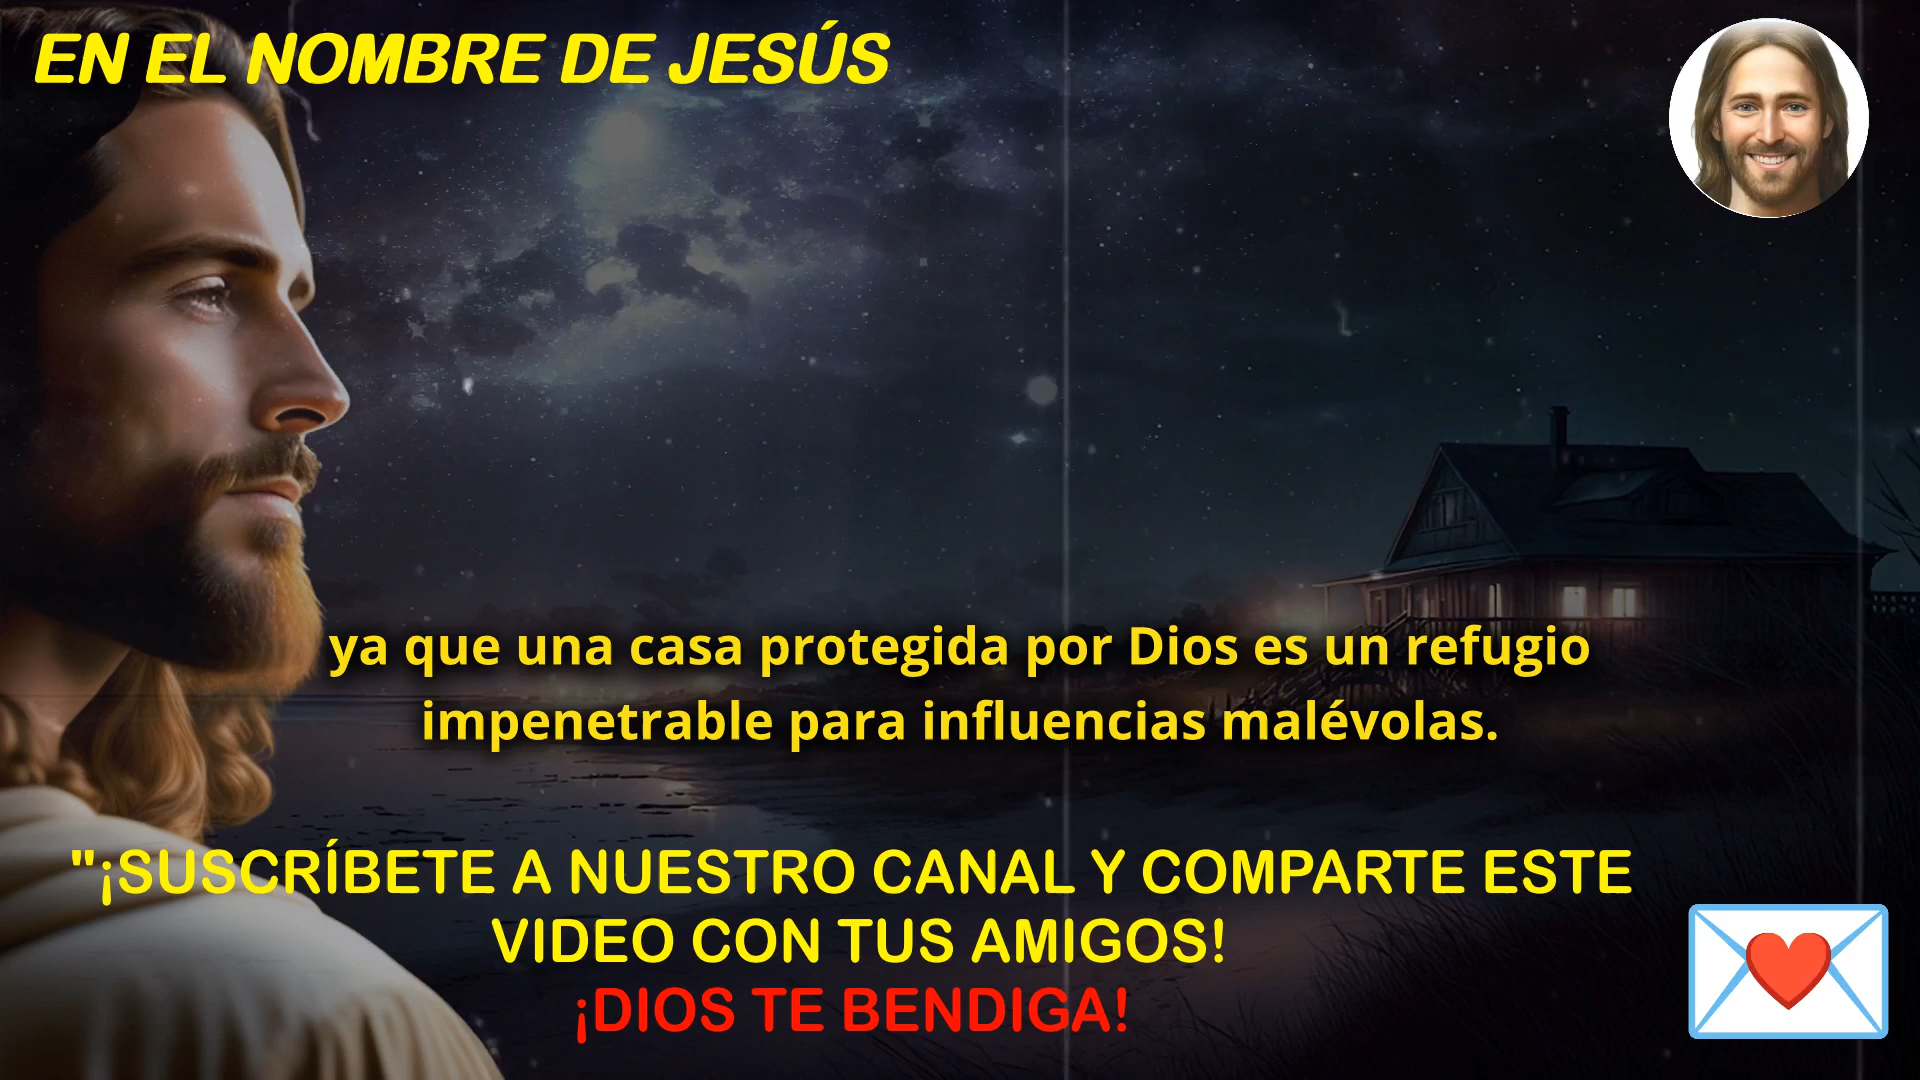 EN EL NOMBRE DE JESÚS
ya que una casa protegida por Dios es un refugio
impenetrable para influencias malévolas.
"¡SUSCRÍBETE A NUESTRO CANAL Y COMPARTE ESTE
VIDEO CON TUS AMIGOS!
¡DIOS TE BENDIGA!